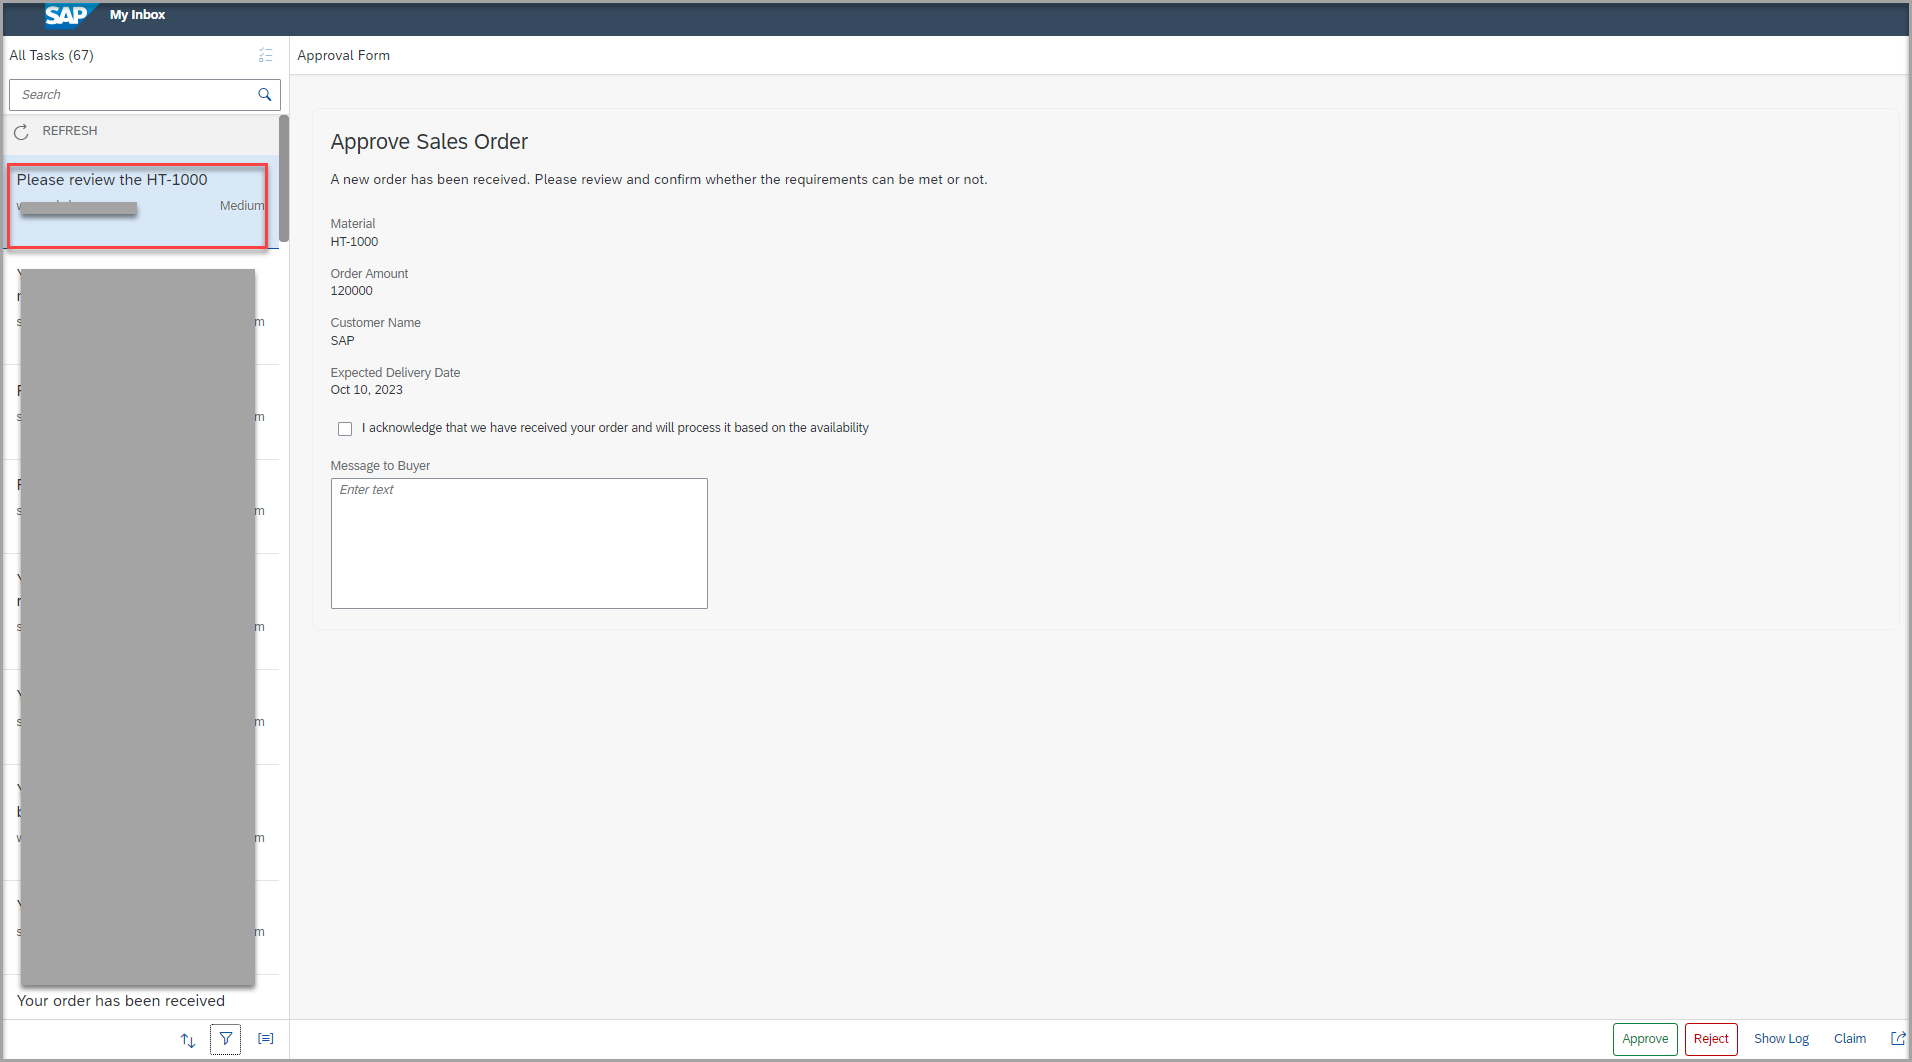 SAP My Inbox
All Tasks (67)
Search
REFRESH
Please review the HT-1000
Medium
Your order has been received
Approval Form
Approve Sales Order
A new order has been received. Please review and confirm whether the requirements can be met or not.
Material
HT-1000
Order Amount
120000
Customer Name
SAP
Expected Delivery Date
Oct 10, 2023
I acknowledge that we have received your order and will process it based on the availability
Message to Buyer
Enter text
Approve Reject Show Log Claim